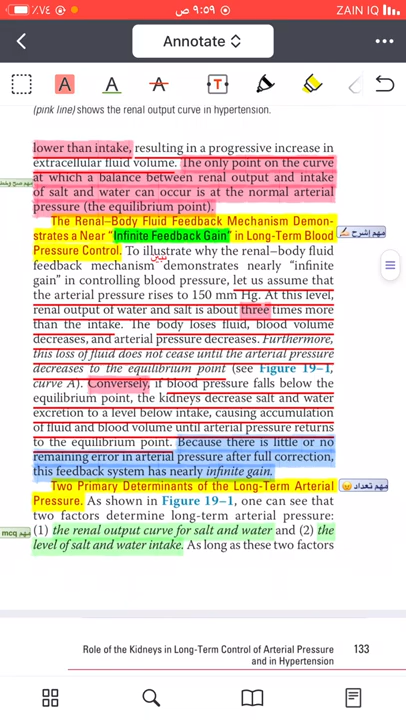 ٪٧٤ ٩:٥٩ ص ZAIN IQ
Annotate
A A A T
(pink line) shows the renal output curve in hypertension.
lower than intake, resulting in a progressive increase in
extracellular fluid volume. The only point on the curve
at which a balance between renal output and intake
of salt and water can occur is at the normal arterial
pressure (the equilibrium point).
The Renal–Body Fluid Feedback Mechanism Demon-
strates a Near “Infinite Feedback Gain” in Long-Term Blood
مهم إشرح
Pressure Control. To illustrate why the renal–body fluid
feedback mechanism demonstrates nearly “infinite
gain” in controlling blood pressure, let us assume that
the arterial pressure rises to 150 mm Hg. At this level,
renal output of water and salt is about three times more
than the intake. The body loses fluid, blood volume
decreases, and arterial pressure decreases. Furthermore,
this loss of fluid does not cease until the arterial pressure
decreases to the equilibrium point (see Figure 19–1,
curve A). Conversely, if blood pressure falls below the
equilibrium point, the kidneys decrease salt and water
excretion to a level below intake, causing accumulation
of fluid and blood volume until arterial pressure returns
to the equilibrium point. Because there is little or no
remaining error in arterial pressure after full correction,
this feedback system has nearly infinite gain.
Two Primary Determinants of the Long-Term Arterial
مهم تعداد
Pressure. As shown in Figure 19–1, one can see that
two factors determine long-term arterial pressure:
مهم mcq
(1) the renal output curve for salt and water and (2) the
level of salt and water intake. As long as these two factors
Role of the Kidneys in Long-Term Control of Arterial Pressure 133
and in Hypertension